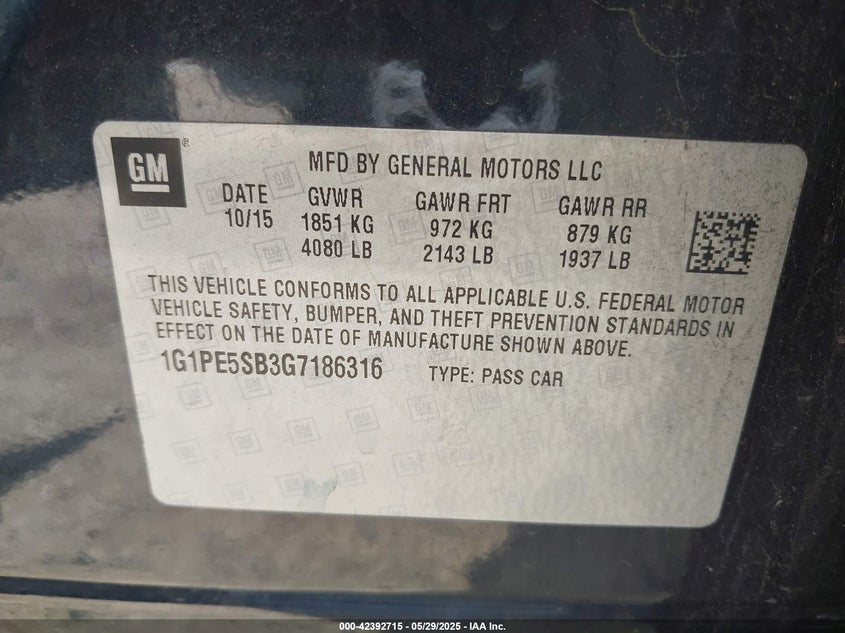 GM®
MFD BY GENERAL MOTORS LLC
DATE GVWR GAWR FRT GAWR RR
10/15 1851 KG 972 KG 879 KG
4080 LB 2143 LB 1937 LB
THIS VEHICLE CONFORMS TO ALL APPLICABLE U.S. FEDERAL MOTOR
VEHICLE SAFETY, BUMPER, AND THEFT PREVENTION STANDARDS IN
EFFECT ON THE DATE OF MANUFACTURE SHOWN ABOVE.
1G1PE5SB3G7186316 TYPE: PASS CAR
000-42392715 - 05/29/2025 - IAA Inc.